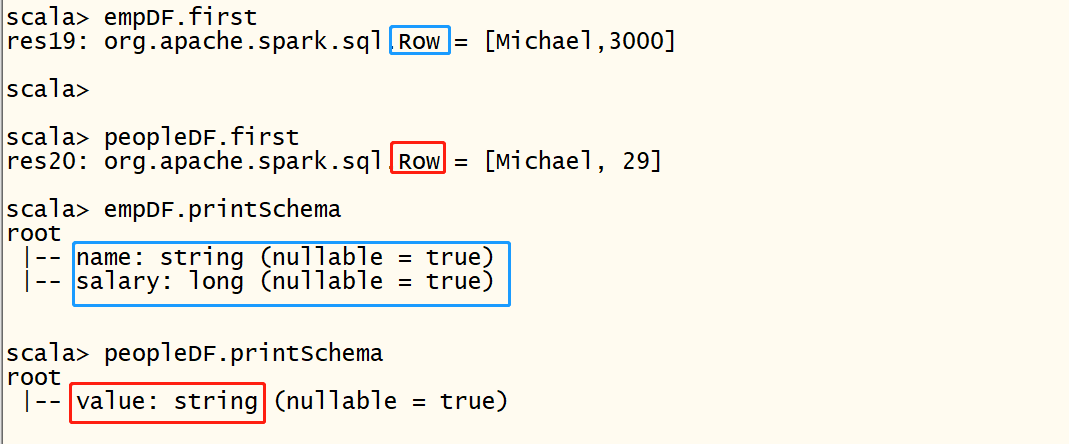 scala> empDF.first
res19: org.apache.spark.sql.Row = [Michael,3000]
scala>
scala> peopleDF.first
res20: org.apache.spark.sql.Row = [Michael, 29]
scala> empDF.printSchema
root
 |-- name: string (nullable = true)
 |-- salary: long (nullable = true)
scala> peopleDF.printSchema
root
 |-- value: string (nullable = true)